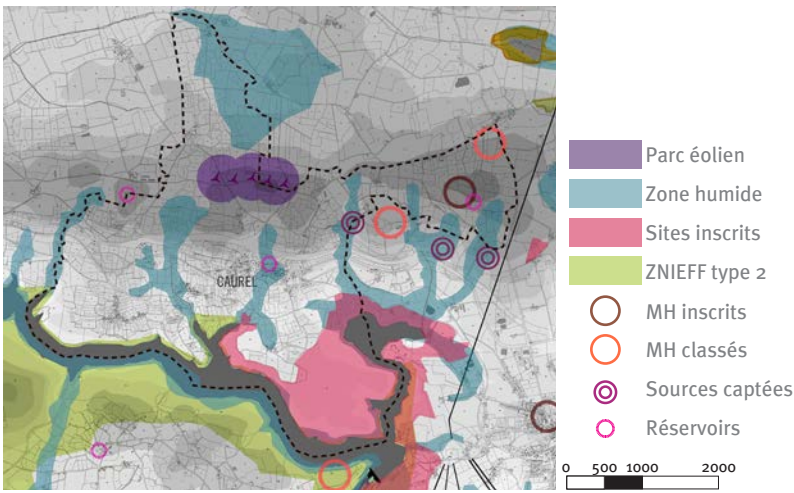 CAUREL
Parc éolien
Zone humide
Sites inscrits
ZNIEFF type 2
MH inscrits
MH classés
Sources captées
Réservoirs
0 500 1000 2000